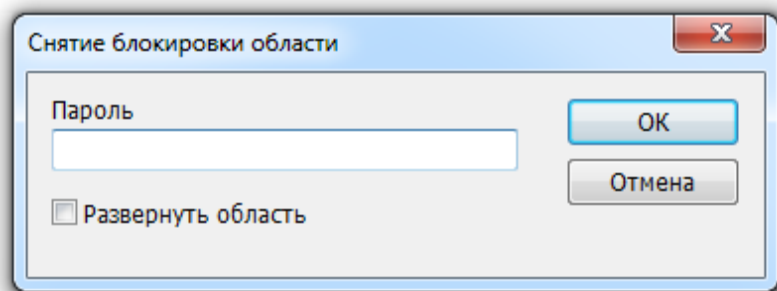 Снятие блокировки области
Пароль
OK
Отмена
Развернуть область